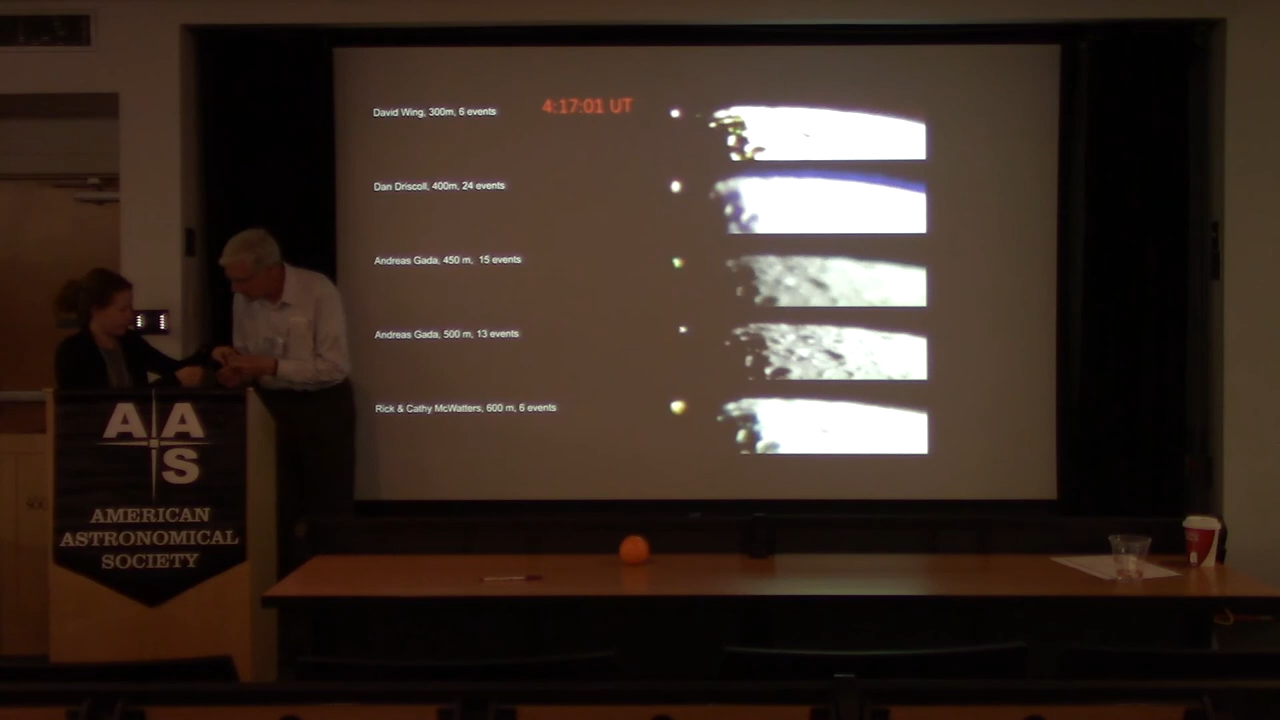 David Wing, 300m, 6 events
4:17:01 UT
Dan Driscoll, 400m, 24 events
Andreas Gada, 450 m, 15 events
Andreas Gada, 500 m, 13 events
Rick & Cathy McWatters, 600 m, 6 events
A A
S
AMERICAN
ASTRONOMICAL
SOCIETY